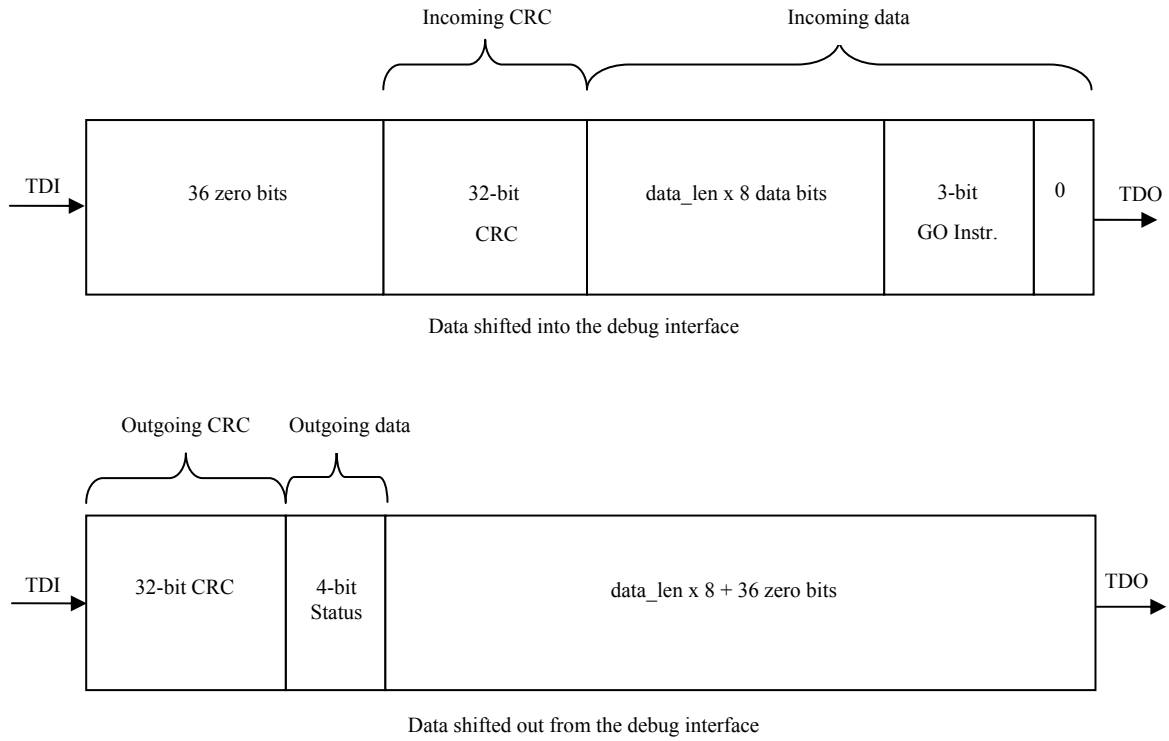 Incoming CRC
Incoming data
TDI
36 zero bits
32-bit
CRC
data_len x 8 data bits
3-bit
GO Instr.
0
TDO
Data shifted into the debug interface
Outgoing CRC
Outgoing data
TDI
32-bit CRC
4-bit
Status
data_len x 8 + 36 zero bits
TDO
Data shifted out from the debug interface